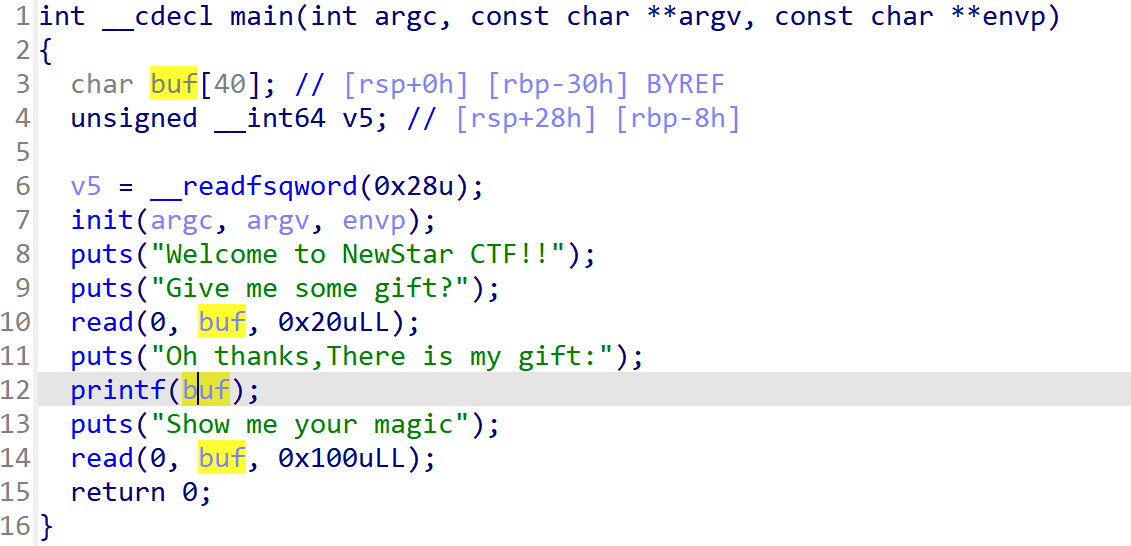 1 int __cdecl main(int argc, const char **argv, const char **envp)
2 {
3   char buf[40]; // [rsp+0h] [rbp-30h] BYREF
4   unsigned __int64 v5; // [rsp+28h] [rbp-8h]
5
6   v5 = __readfsqword(0x28u);
7   init(argc, argv, envp);
8   puts("Welcome to NewStar CTF!!");
9   puts("Give me some gift?");
10   read(0, buf, 0x20uLL);
11   puts("Oh thanks,There is my gift:");
12   printf(buf);
13   puts("Show me your magic");
14   read(0, buf, 0x100uLL);
15   return 0;
16 }